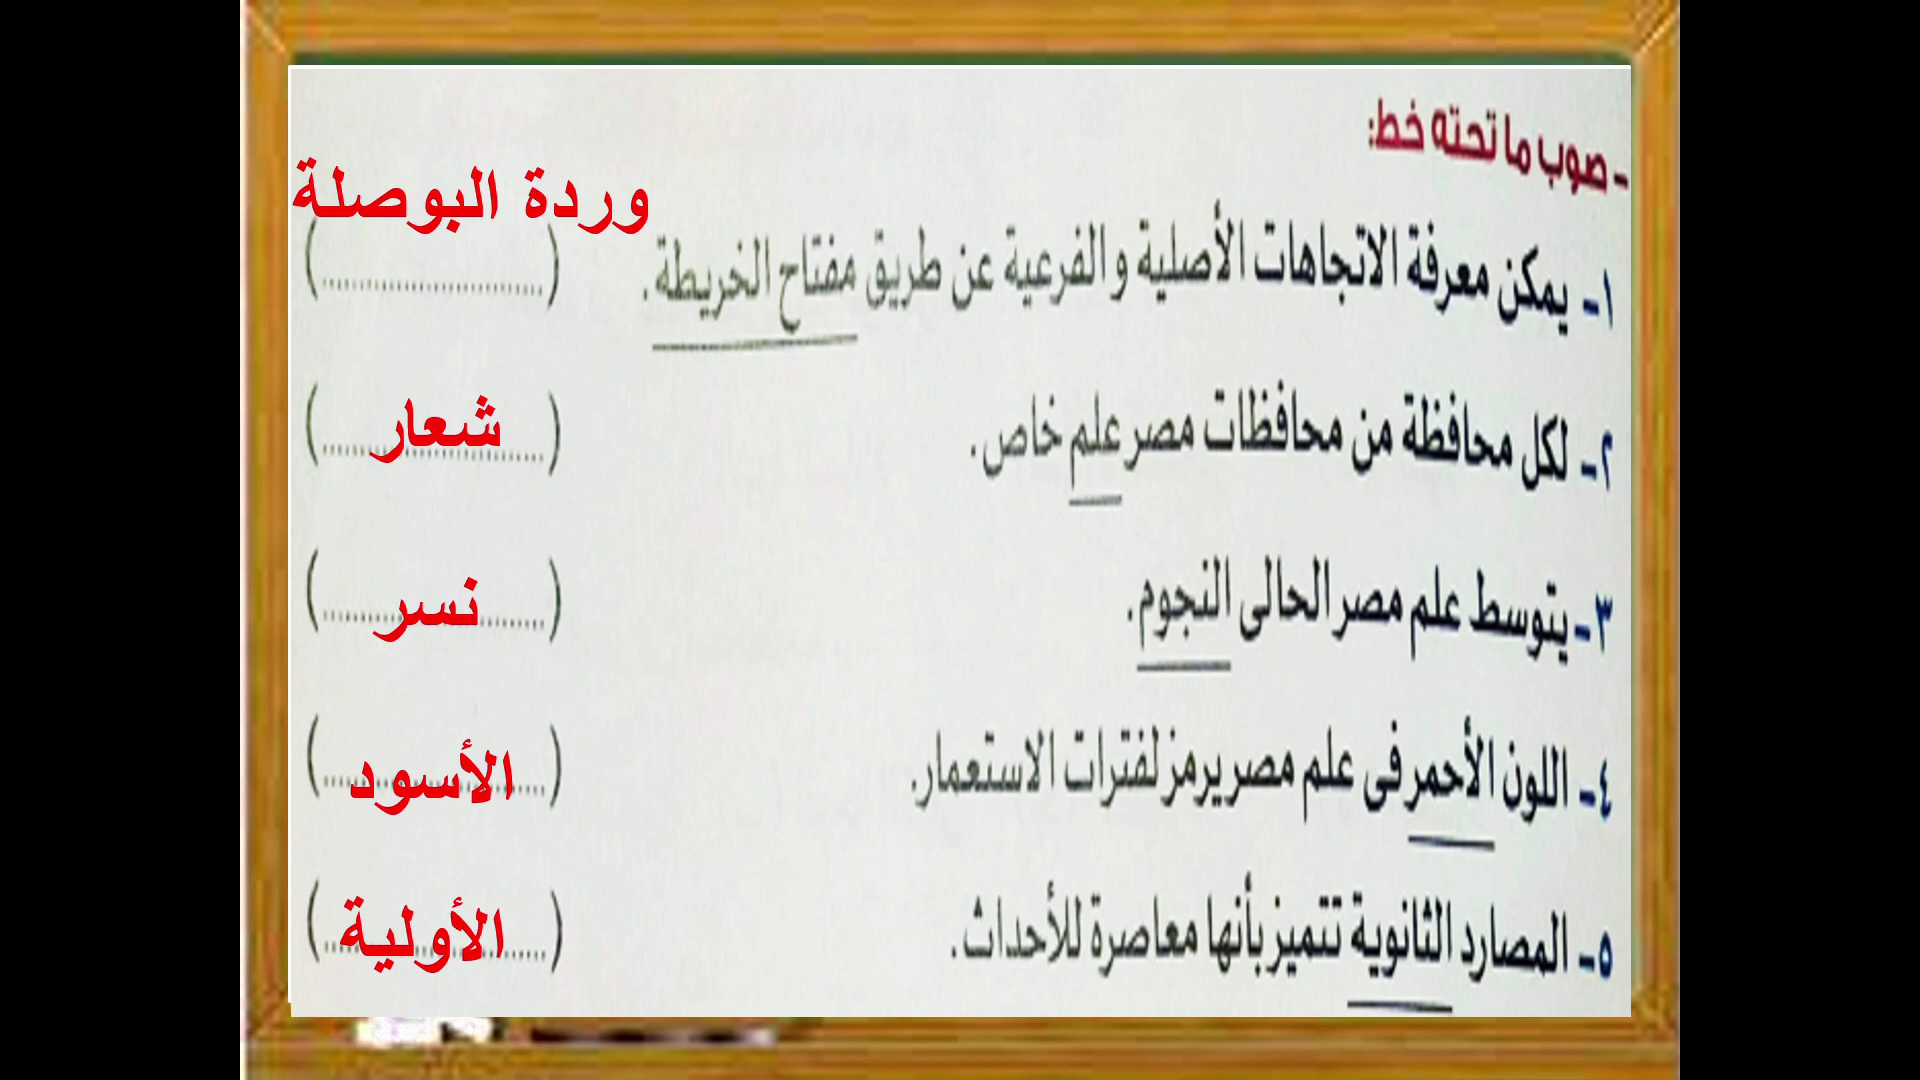 - صوب ما تحته خط:
١- يمكن معرفة الاتجاهات الأصلية و الفرعية عن طريق مفتاح الخريطة. (..........................) وردة البوصلة
٢- لكل محافظة من محافظات مصر علم خاص. (....... شعار .......)
٣- يتوسط علم مصر الحالى النجوم. (....... نسر .......)
٤- اللون الأحمر فى علم مصر يرمز لفترات الاستعمار. (... الأسود ...)
٥- المصارد الثانوية تتميز بأنها معاصرة للأحداث. (... الأولية ...)